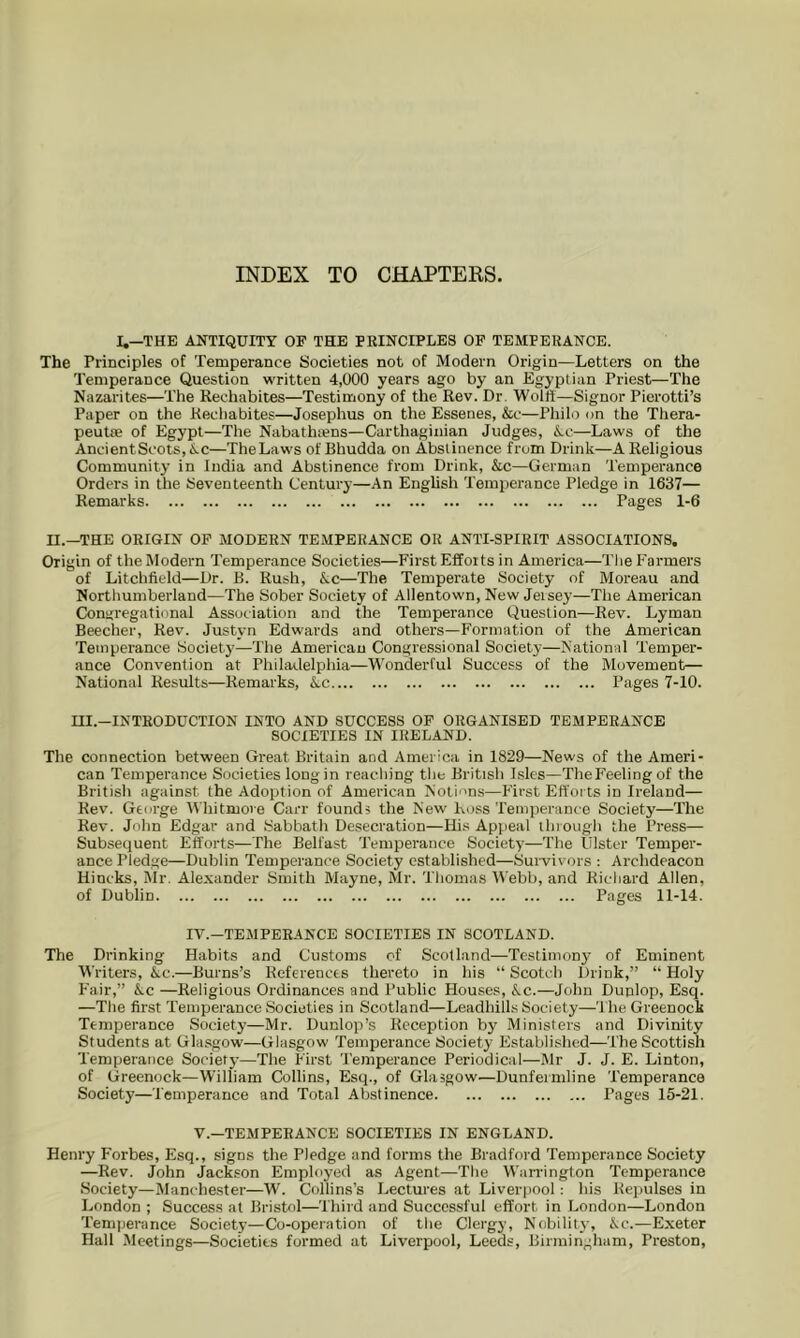 INDEX TO CHAPTERS.
I.—THE ANTIQUITY OF THE PRINCIPLES OF TEMPERANCE.
The Principles of Temperance Societies not of Modern Origin—Letters on the
Temperance Question written 4,000 years ago by an Egyptian Priest—The
Nazarites—The Rechabites—Testimony of the Rev. Dr. Wolff—Signor Pierotti's
Paper on the Rechabites—Josephus on the Essenes, &c—Philo on the Thera-
peutæ of Egypt—The Nabathæns—Carthaginian Judges, &c—Laws of the
Ancient Scots, &c—The Laws of Bhudda on Abstinence from Drink—A Religious
Community in India and Abstinence from Drink, &c—German Temperance
Orders in the Seventeenth Century—An English Temperance Pledge in 1637—
Remarks. ... ... ... ... ... ... ... ... ... ... ... ... ... Pages 1-6
II.—THE ORIGIN OF MODERN TEMPERANCE OR ANTI-SPIRIT ASSOCIATIONS.
Origin of the Modern Temperance Societies—First Efforts in America—The Farmers
of Litchfield—Dr. B. Rush, &c—The Temperate Society of Moreau and
Northumberland—The Sober Society of Allentown, New Jersey—The American
Congregational Association and the Temperance Question—Rev. Lyman
Beecher, Rev. Justyn Edwards and others—Formation of the American
Temperance Society—The American Congressional Society—National Temper-
ance Convention at Philadelphia—Wonderful Success of the Movement—
National Results—Remarks, &c.... ... ... ... ... ... ... ... Pages 7-10.
III.—INTRODUCTION INTO AND SUCCESS OF ORGANISED TEMPERANCE
SOCIETIES IN IRELAND.
The connection between Great Britain and America in 1829—News of the Ameri-
can Temperance Societies long in reaching the British Isles—The Feeling of the
British against the Adoption of American Notions—First Efforts in Ireland—
Rev. George Whitmore Carr founds the New Ross Temperance Society—The
Rev. John Edgar and Sabbath Desecration—His Appeal through the Press—
Subsequent Efforts—The Belfast Temperance Society—The Ulster Temper-
ance Pledge—Dublin Temperance Society established—Survivors : Archdeacon
Hincks, Mr. Alexander Smith Mayne, Mr. Thomas Webb, and Richard Allen,
of Dublin. ... ... ... ... ... ... ... ... ... ... ... ... Pages 11-14.
IV.—TEMPERANCE SOCIETIES IN SCOTLAND.
The Drinking Habits and Customs of Scotland—Testimony of Eminent
Writers, &c.—Burns's References thereto in his “Scotch Drink,” “Holy
Fair,” &c —Religious Ordinances and Public Houses, &c.—John Dunlop, Esq.
—The first Temperance Societies in Scotland—Leadhills Society—The Greenock
Temperance Society—Mr. Dunlop's Reception by Ministers and Divinity
Students at Glasgow—Glasgow Temperance Society Established—The Scottish
Temperance Society—The First Temperance Periodical—Mr J. J. E. Linton,
of Greenock—William Collins, Esq., of Glasgow—Dunfermline Temperance
Society—Temperance and Total Abstinence. ... ... ... ... ... Pages 15-21.
V.—TEMPERANCE SOCIETIES IN ENGLAND.
Henry Forbes, Esq., signs the Pledge and forms the Bradford Temperance Society
—Rev. John Jackson Employed as Agent—The Warrington Temperance
Society—Manchester—W. Collins's Lectures at Liverpool : his Repulses in
London ; Success at Bristol—Third and Successful effort in London—London
Temperance Society—Co-operation of the Clergy, Nobility, &c.—Exeter
Hall Meetings—Societies formed at Liverpool, Leeds, Birmingham, Preston,